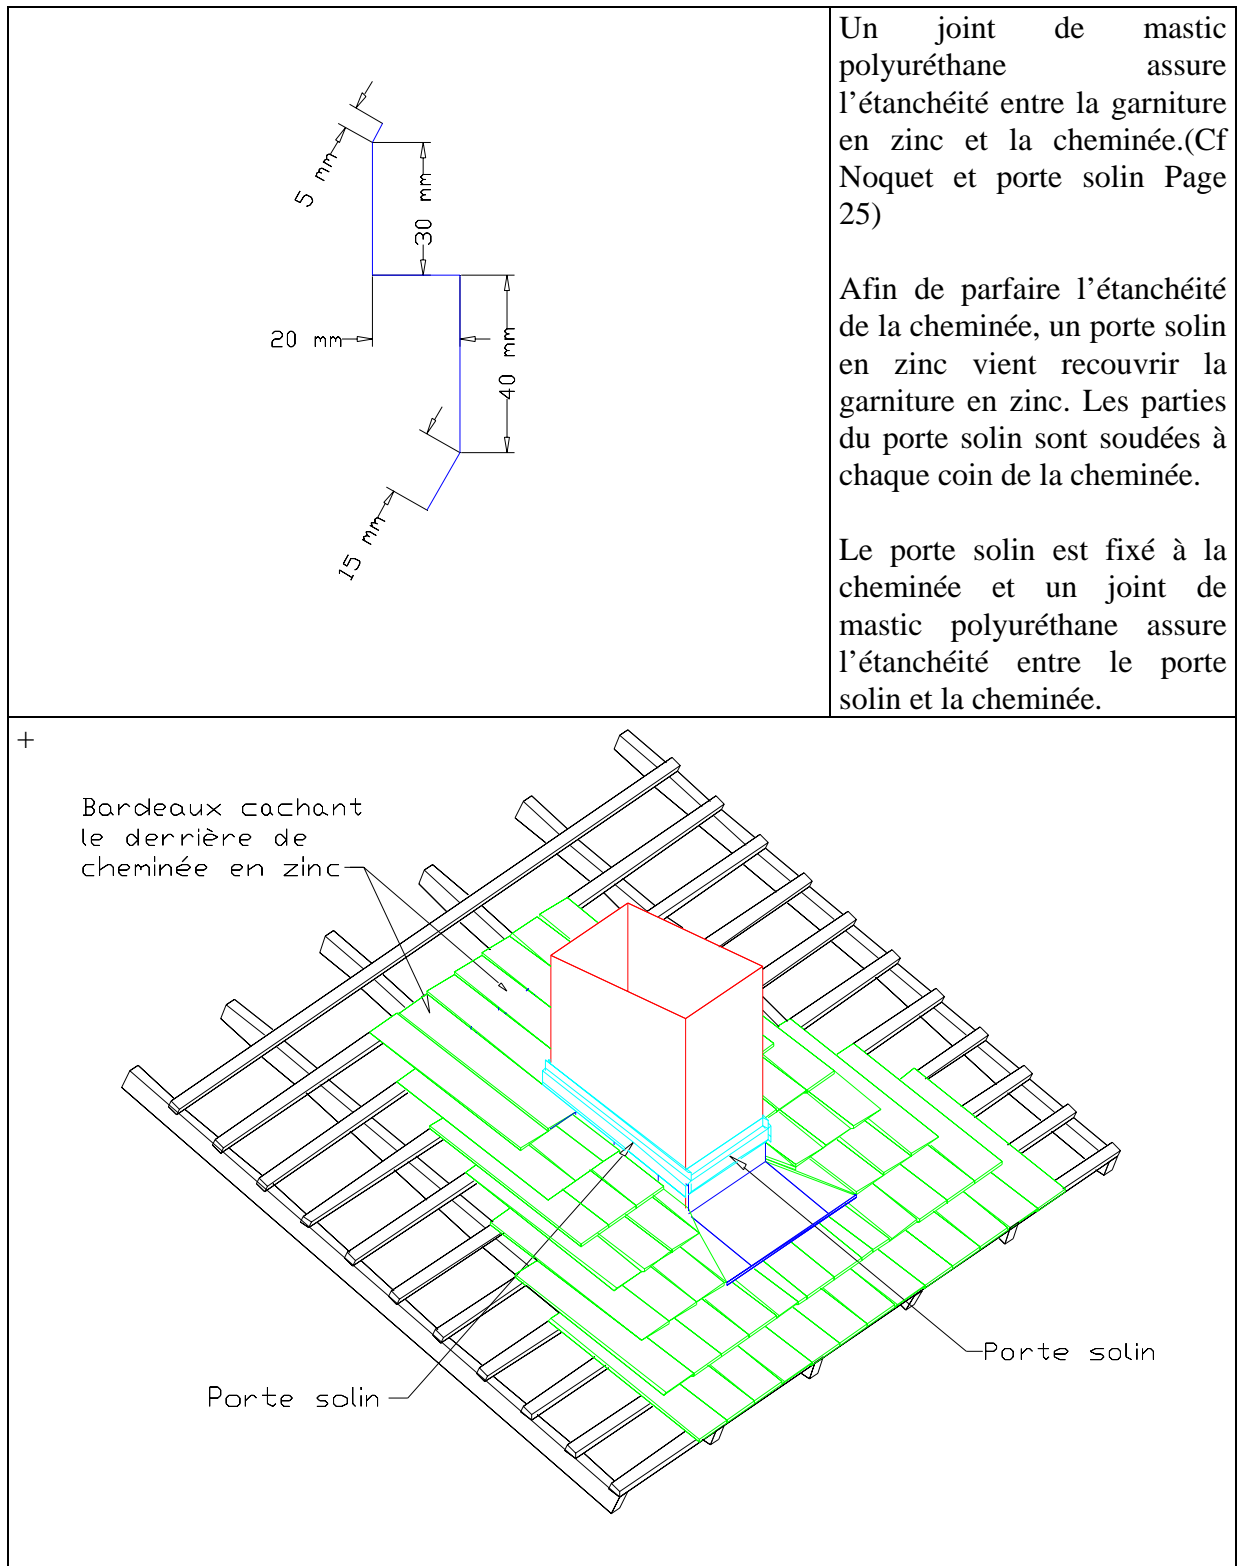 5 mm
30 mm
20 mm
40 mm
15 mm
Un joint de mastic
polyuréthane assure
l’étanchéité entre la garniture
en zinc et la cheminée.(Cf
Noquet et porte solin Page
25)
Afin de parfaire l’étanchéité
de la cheminée, un porte solin
en zinc vient recouvrir la
garniture en zinc. Les parties
du porte solin sont soudées à
chaque coin de la cheminée.
Le porte solin est fixé à la
cheminée et un joint de
mastic polyuréthane assure
l’étanchéité entre le porte
solin et la cheminée.
+
Bardeaux cachant
le derrière de
cheminée en zinc
Porte solin
Porte solin